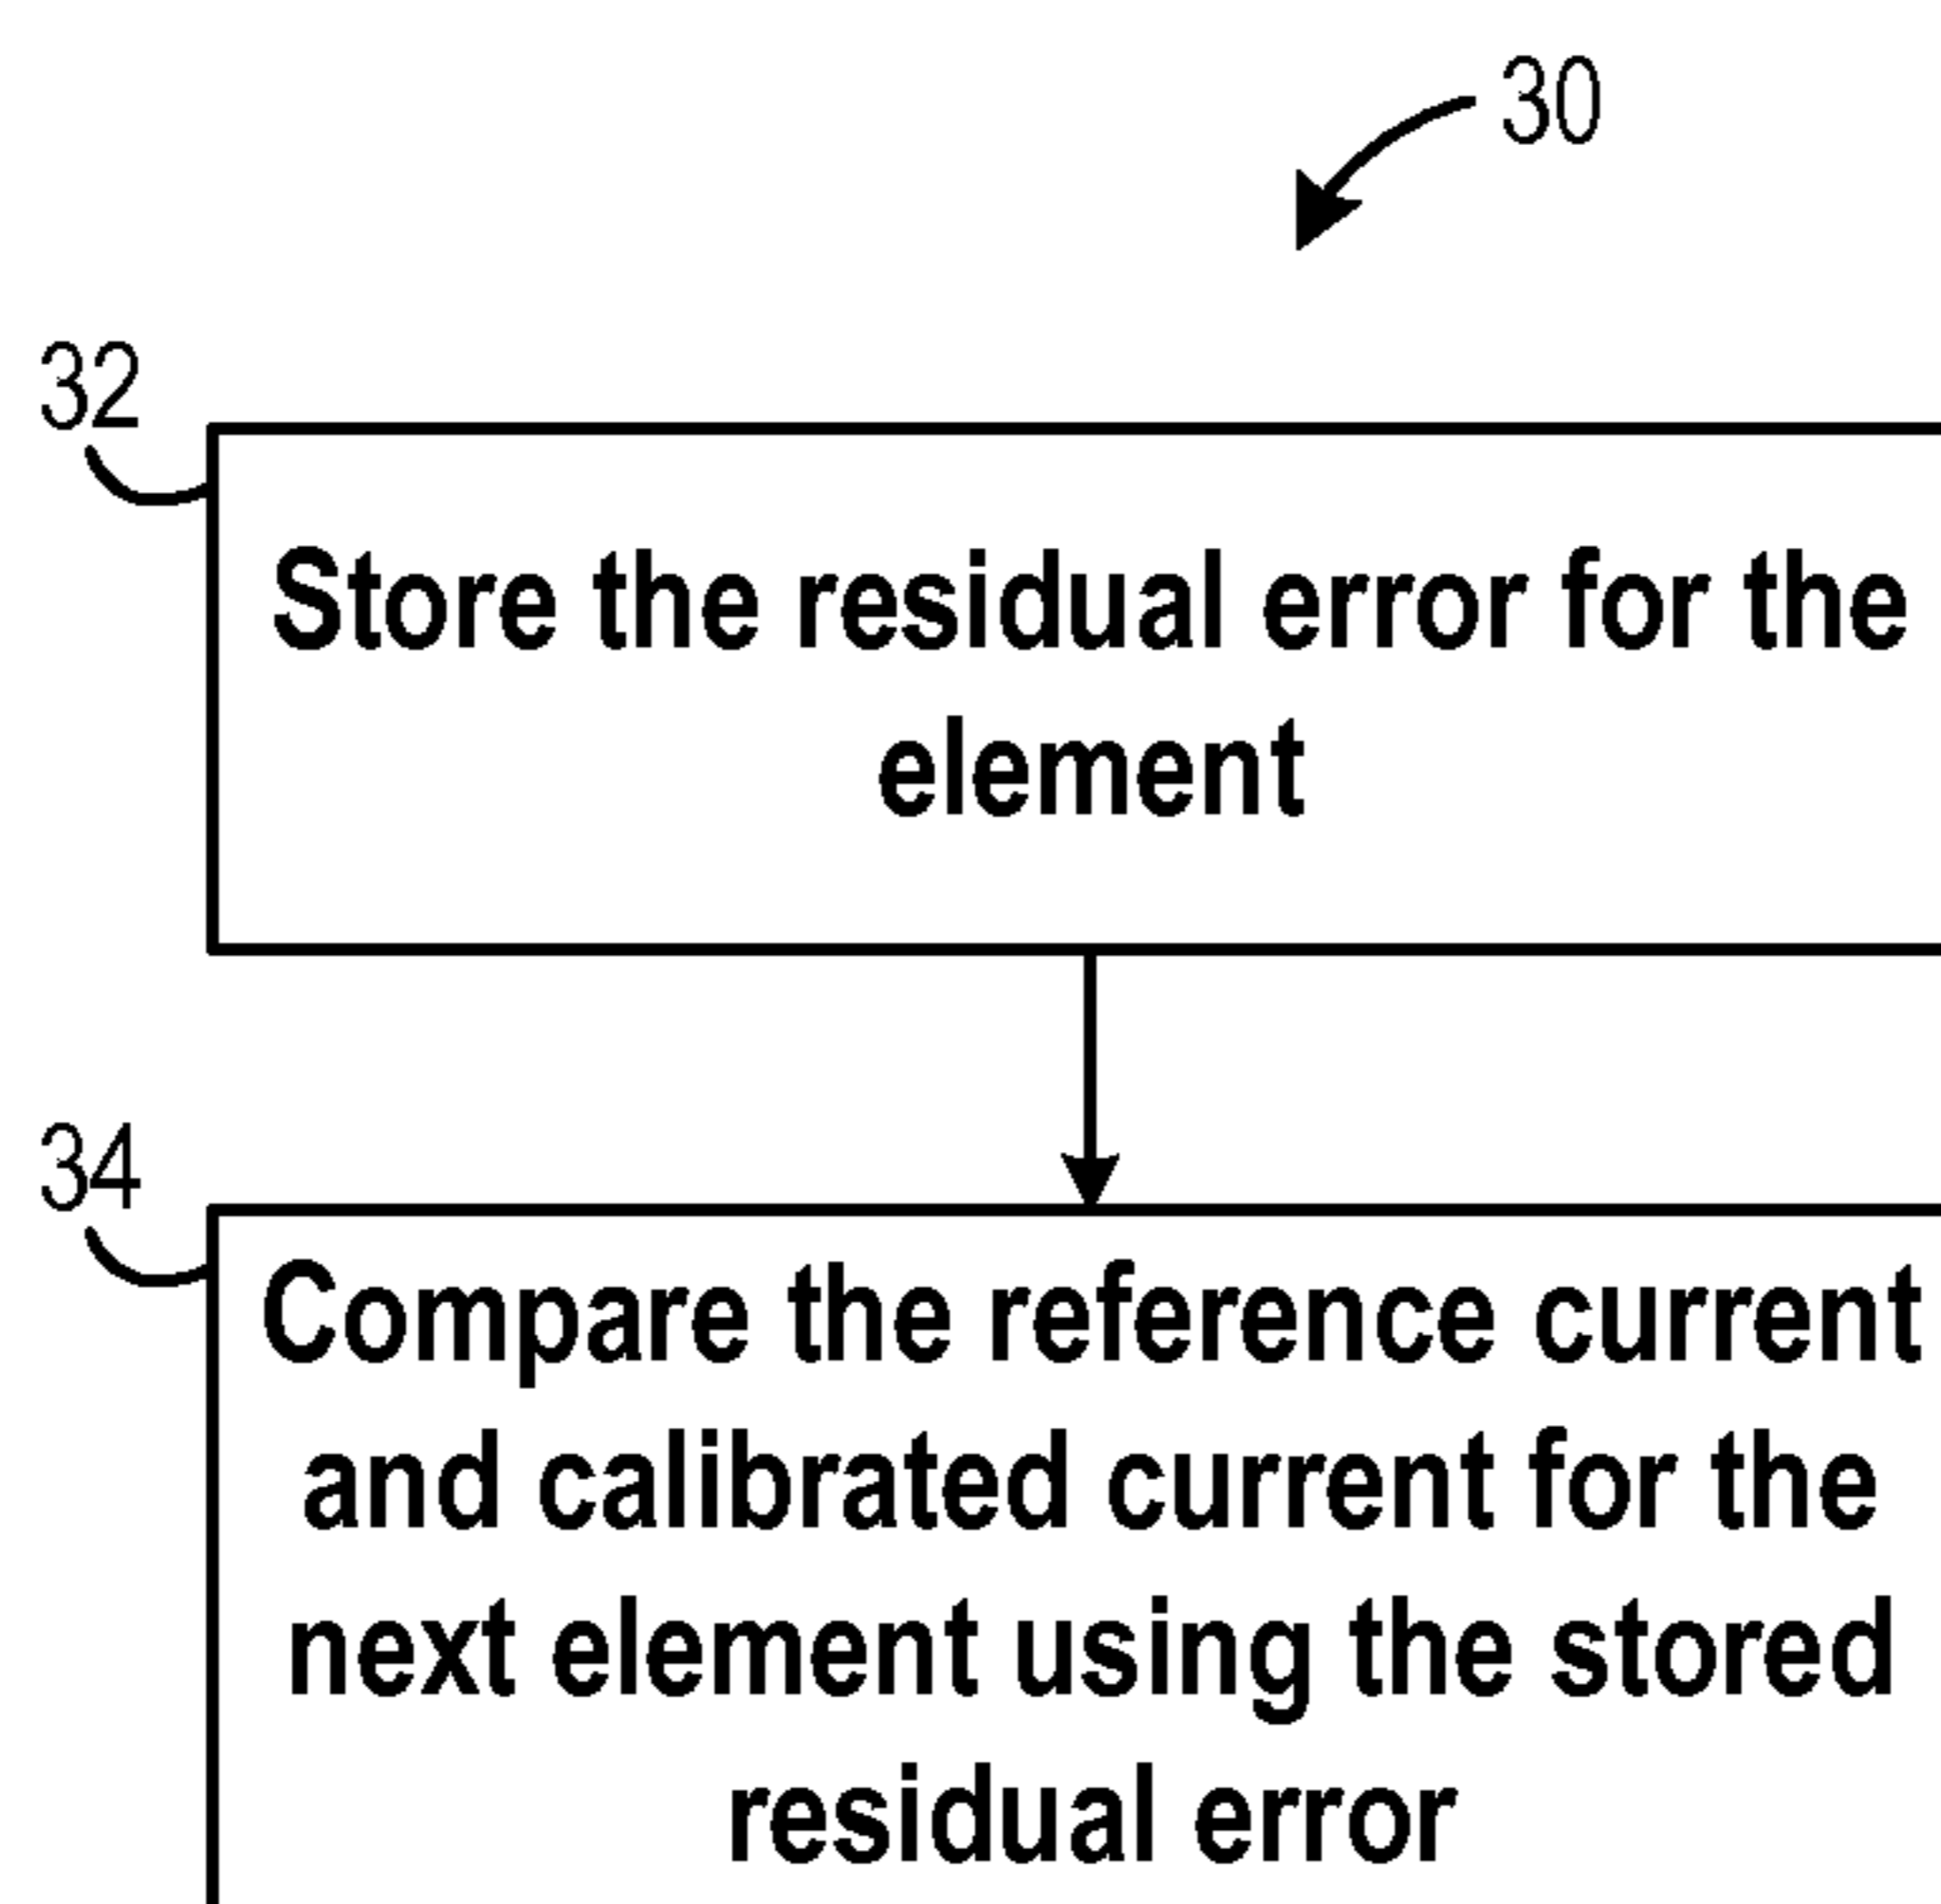 30
32
Store the residual error for the
element
34
Compare the reference current
and calibrated current for the
next element using the stored
residual error